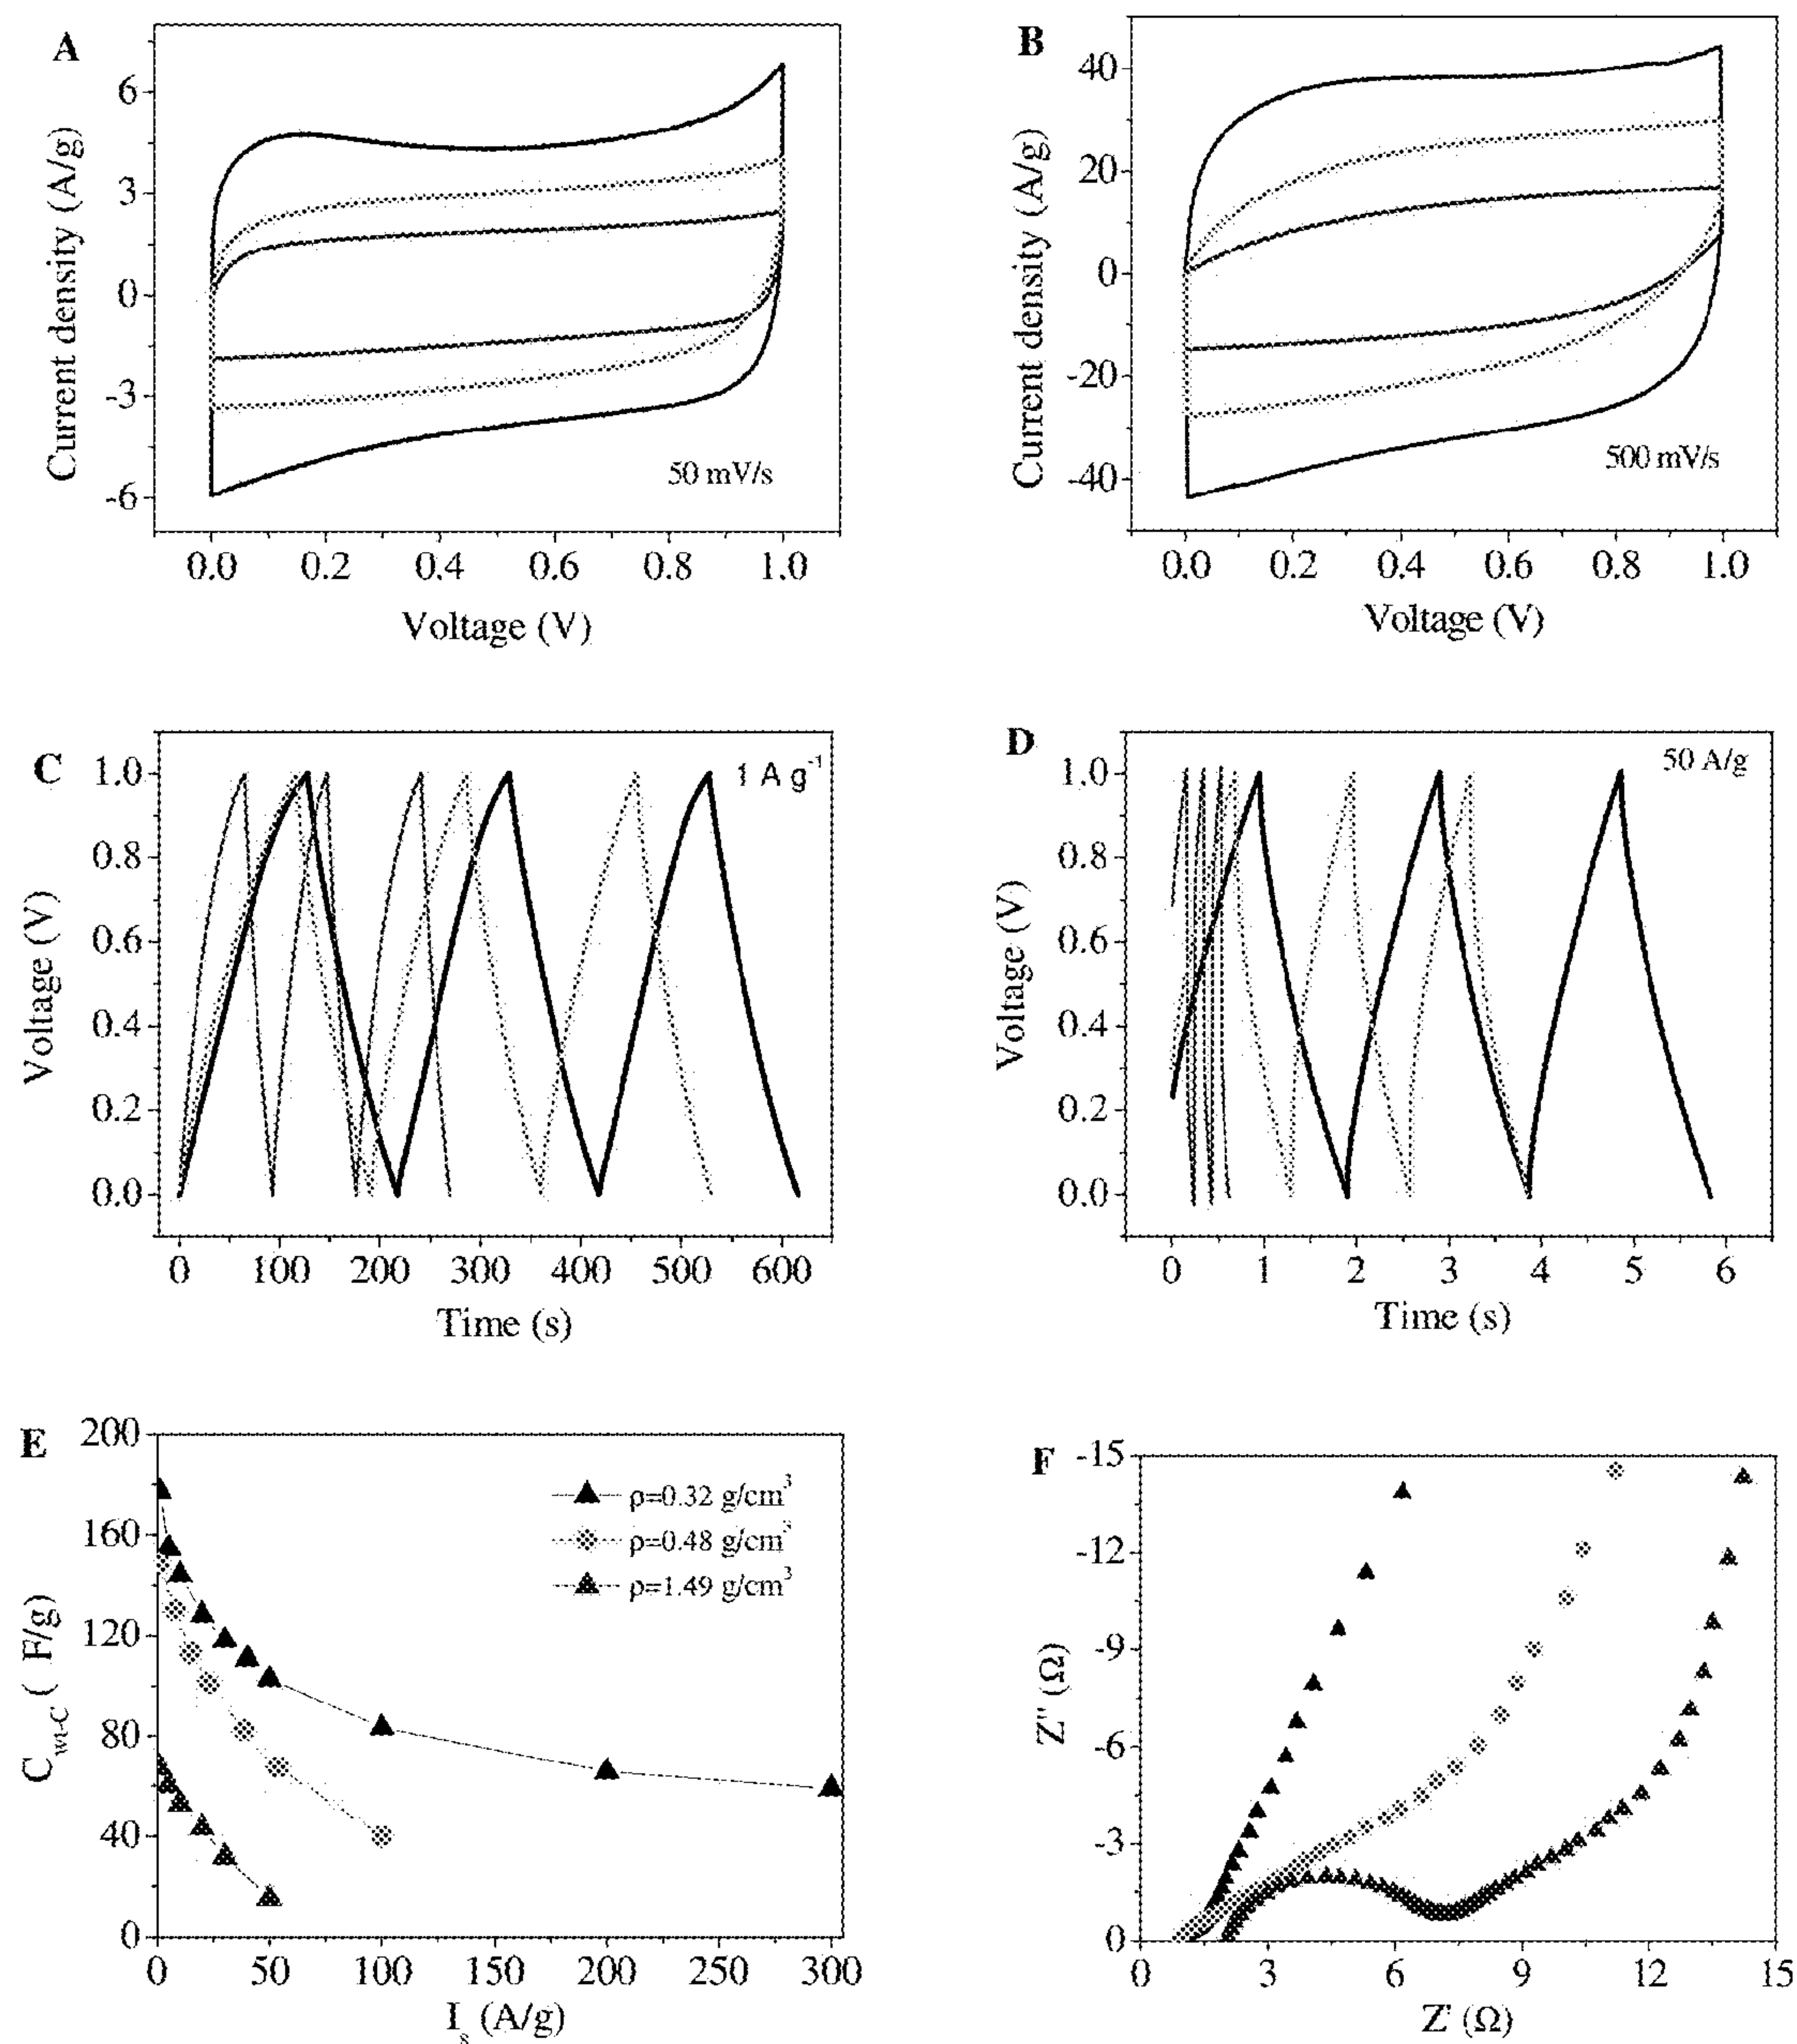 A
Current density (A/g)
6
3
0
-3
-6
50 mV/s
0.0 0.2 0.4 0.6 0.8 1.0
Voltage (V)
B
Current density (A/g)
40
20
0
-20
-40
500 mV/s
0.0 0.2 0.4 0.6 0.8 1.0
Voltage (V)
C
Voltage (V)
1.0
0.8
0.6
0.4
0.2
0.0
1 A g⁻¹
0 100 200 300 400 500 600
Time (s)
D
Voltage (V)
1.0
0.8
0.6
0.4
0.2
0.0
50 A/g
0 1 2 3 4 5 6
Time (s)
E
C_wt-C ( F/g)
200
160
120
80
40
0
ρ=0.32 g/cm³
ρ=0.48 g/cm³
ρ=1.49 g/cm³
0 50 100 150 200 250 300
I_s (A/g)
F
Z'' (Ω)
-15
-12
-9
-6
-3
0
0 3 6 9 12 15
Z' (Ω)